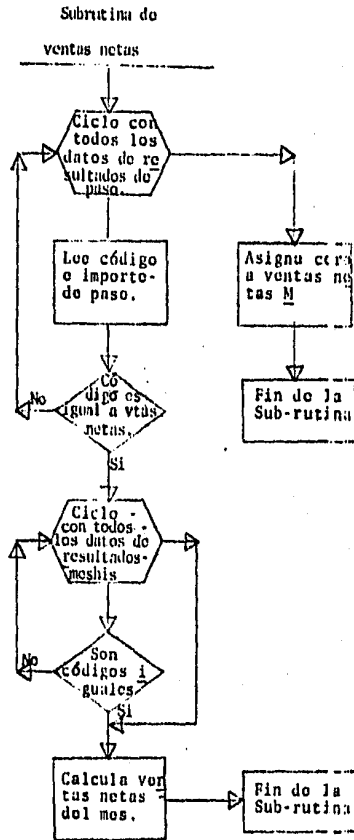 Subrutina de
ventas netas
Ciclo con
todos los
datos de re
sultados de
paso.
Lee código
e importe-
de paso.
Asigna cero
a ventas ne
tas M
Có
digo es
igual a vtas
netas.
No
Si
Fin de la
Sub-rutina
Ciclo -
con todos -
los datos de
resultados-
meshis
Son
códigos i
guales
No
Si
Calcula ven
tas netas
del mes.
Fin de la
Sub-rutina